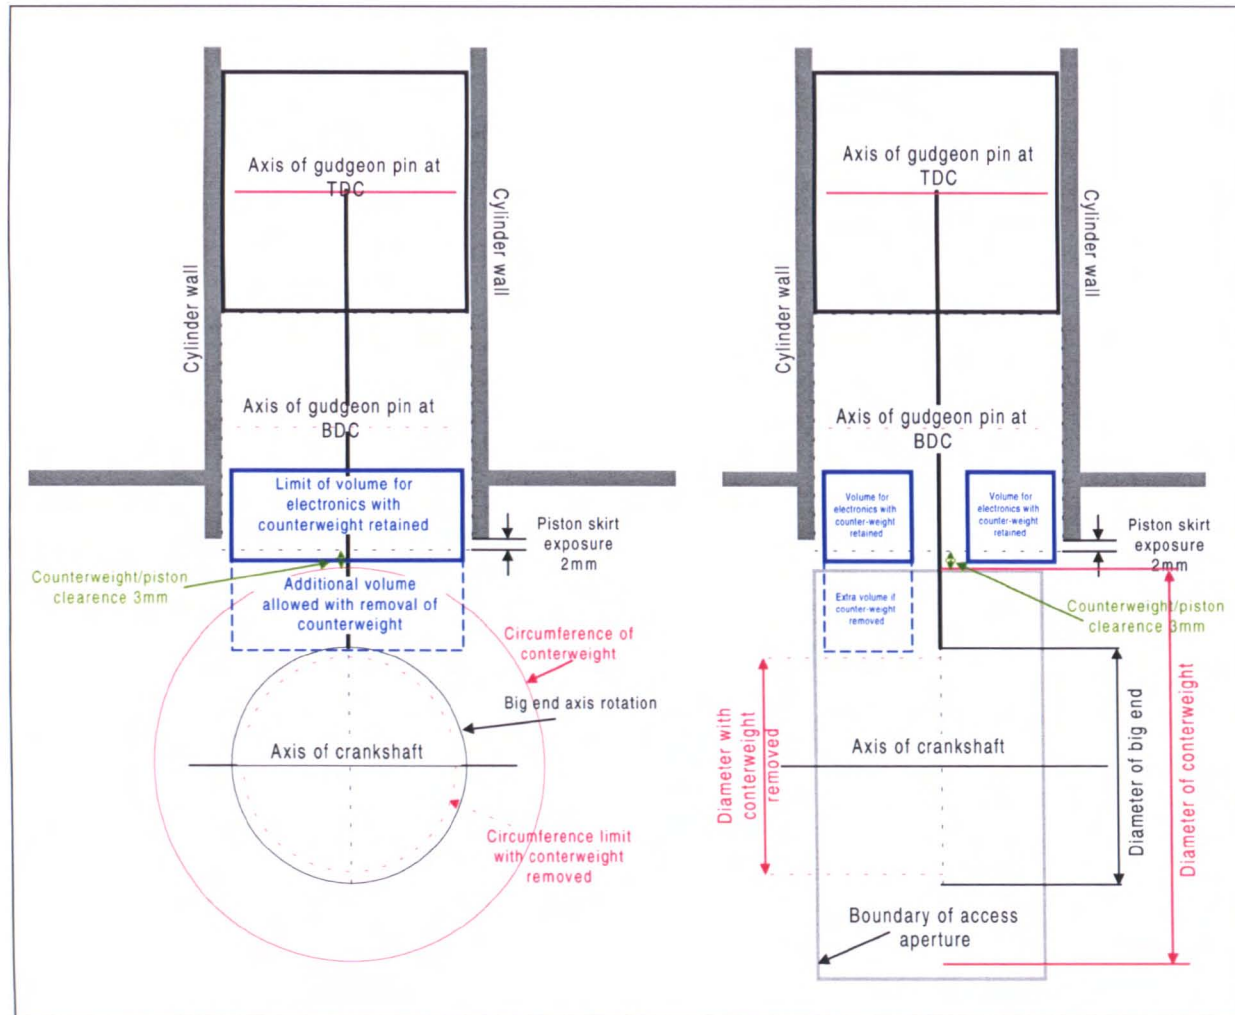 Axis of gudgeon pin at
TDC
Cylinder wall
Cylinder wall
Axis of gudgeon pin at
BDC
Limit of volume for
electronics with
counterweight retained
Piston skirt
exposure
2mm
Counterweight/piston
clearence 3mm
Additional volume
allowed with removal of
counterweight
Circumference of
conterweight
Big end axis rotation
Axis of crankshaft
Circumference limit
with conterweight
removed
Axis of gudgeon pin at
TDC
Cylinder wall
Cylinder wall
Axis of gudgeon pin at
BDC
Volume for
electronics with
counter-weight
retained
Volume for
electronics with
counter-weight
retained
Piston skirt
exposure
2mm
Extra volume if
counter-weight
removed
Counterweight/piston
clearence 3mm
Diameter with
conterweight
removed
Axis of crankshaft
Diameter of big end
Diameter of conterweight
Boundary of access
aperture